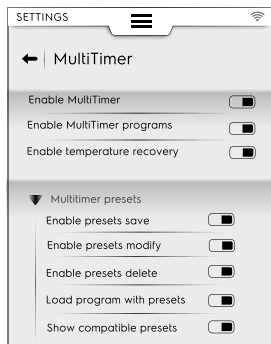 SETTINGS
MultiTimer
Enable MultiTimer
Enable MultiTimer programs
Enable temperature recovery
Multitimer presets
Enable presets save
Enable presets modify
Enable presets delete
Load program with presets
Show compatible presets